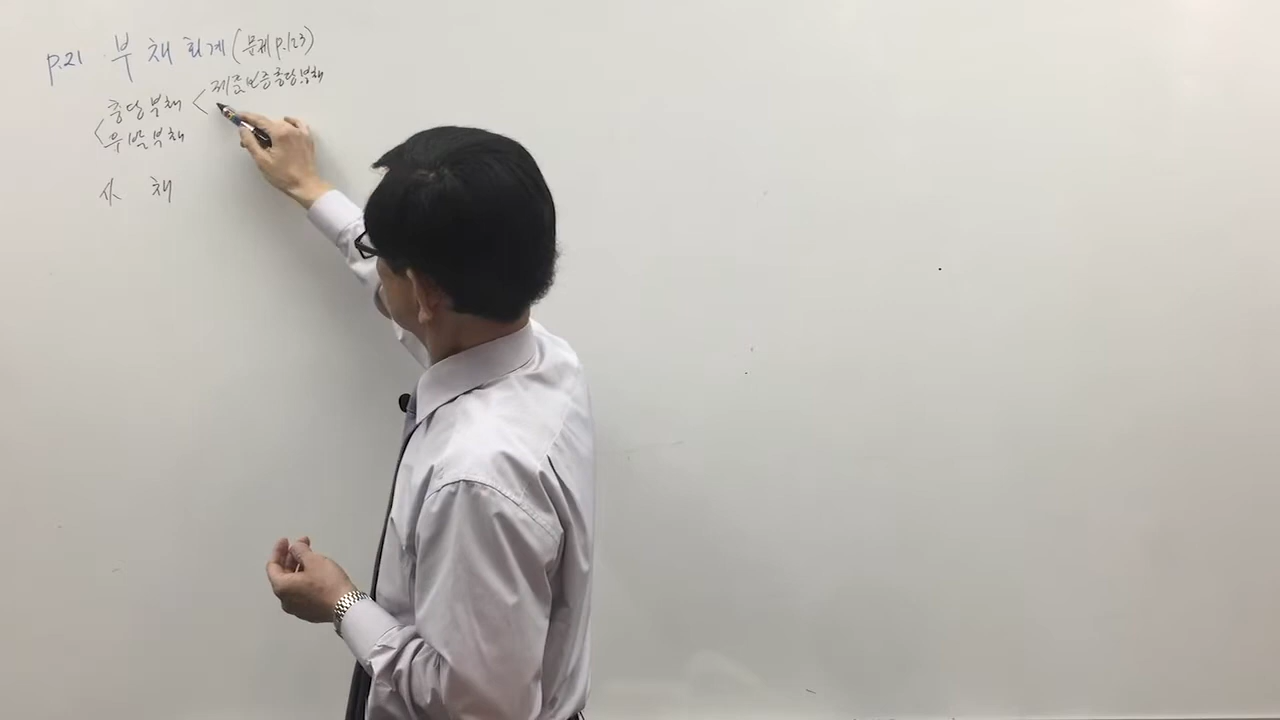 p.21 부채회계(문제 p.123)
제품보증충당부채
충당부채 <
< 우발부채
사 채